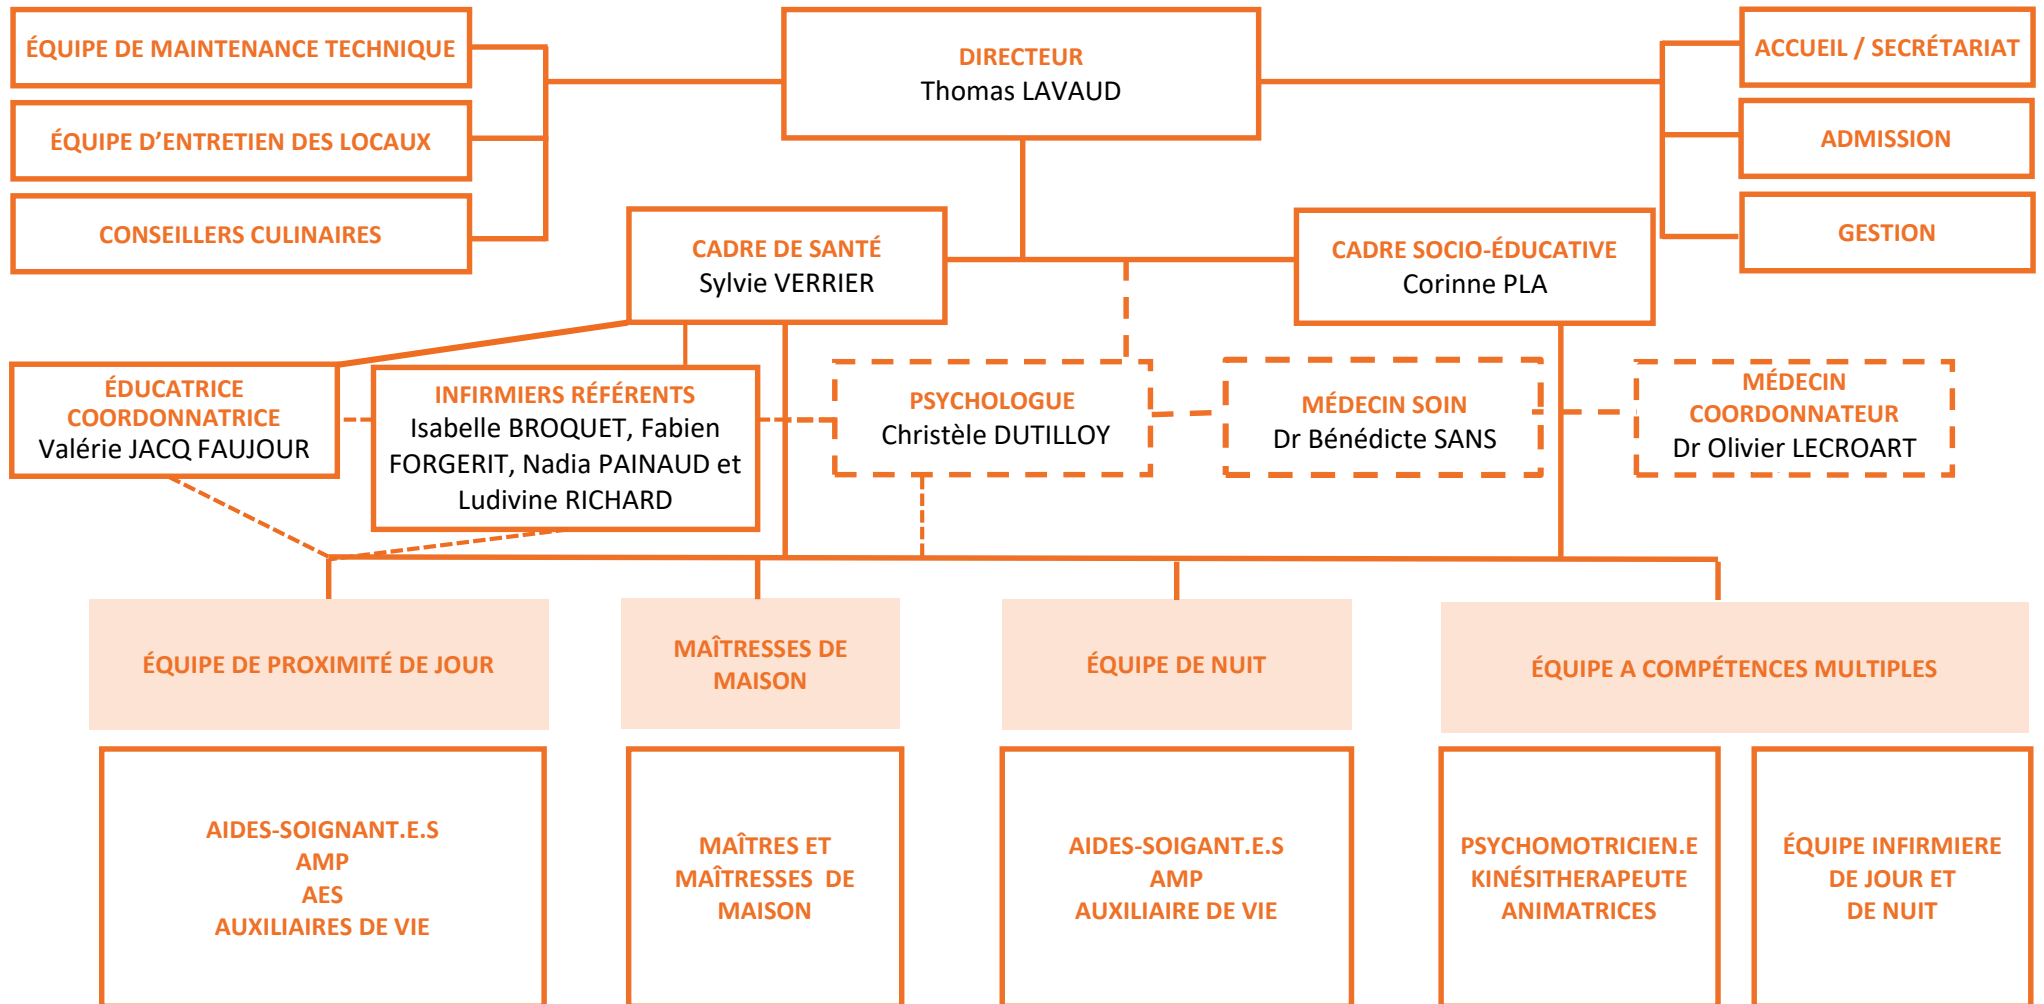 ÉQUIPE DE MAINTENANCE TECHNIQUE
ÉQUIPE D’ENTRETIEN DES LOCAUX
CONSEILLERS CULINAIRES
DIRECTEUR
Thomas LAVAUD
ACCUEIL / SECRÉTARIAT
ADMISSION
GESTION
CADRE DE SANTÉ
Sylvie VERRIER
CADRE SOCIO-ÉDUCATIVE
Corinne PLA
ÉDUCATRICE
COORDONNATRICE
Valérie JACQ FAUJOUR
INFIRMIERS RÉFÉRENTS
Isabelle BROQUET, Fabien
FORGERIT, Nadia PAINAUD et
Ludivine RICHARD
PSYCHOLOGUE
Christèle DUTILLOY
MÉDECIN SOIN
Dr Bénédicte SANS
MÉDECIN
COORDONNATEUR
Dr Olivier LECROART
ÉQUIPE DE PROXIMITÉ DE JOUR
MAÎTRESSES DE
MAISON
ÉQUIPE DE NUIT
ÉQUIPE A COMPÉTENCES MULTIPLES
AIDES-SOIGNANT.E.S
AMP
AES
AUXILIAIRES DE VIE
MAÎTRES ET
MAÎTRESSES DE
MAISON
AIDES-SOIGANT.E.S
AMP
AUXILIAIRE DE VIE
PSYCHOMOTRICIEN.E
KINÉSITHERAPEUTE
ANIMATRICES
ÉQUIPE INFIRMIERE
DE JOUR ET
DE NUIT